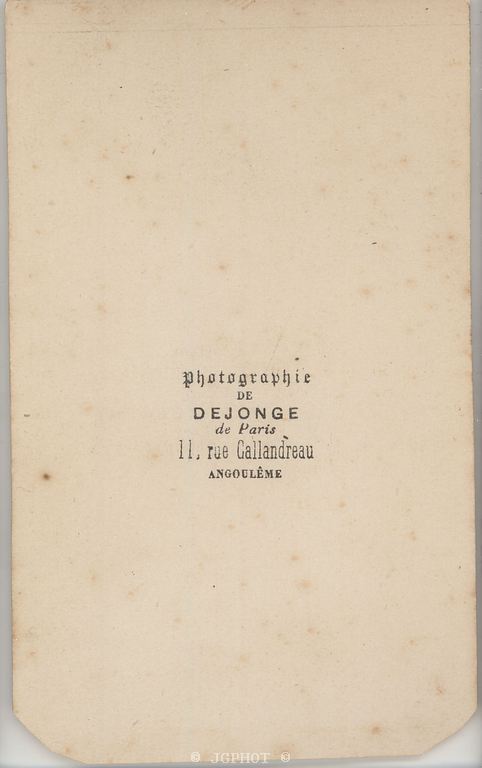 Photographie
DE
DEJONGE
de Paris
11, rue Gallandreau
ANGOULÊME
© JGPHOT ©